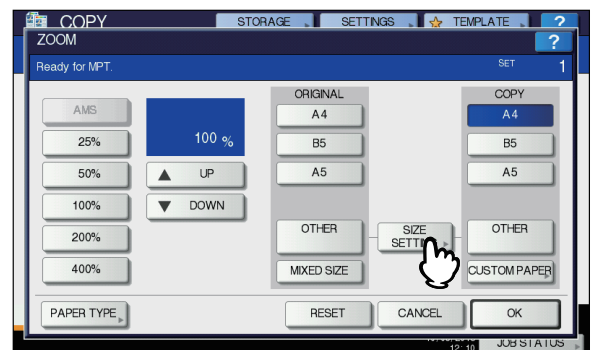 COPY STORAGE SETTINGS TEMPLATE ?
ZOOM ?
Ready for MPT. SET 1
ORIGINAL COPY
AMS A4 A4
25% 100 % B5 B5
50% UP A5 A5
100% DOWN
200% OTHER SIZE OTHER
400% MIXED SIZE CUSTOM PAPER
PAPER TYPE RESET CANCEL OK
12:10 JOB STATUS